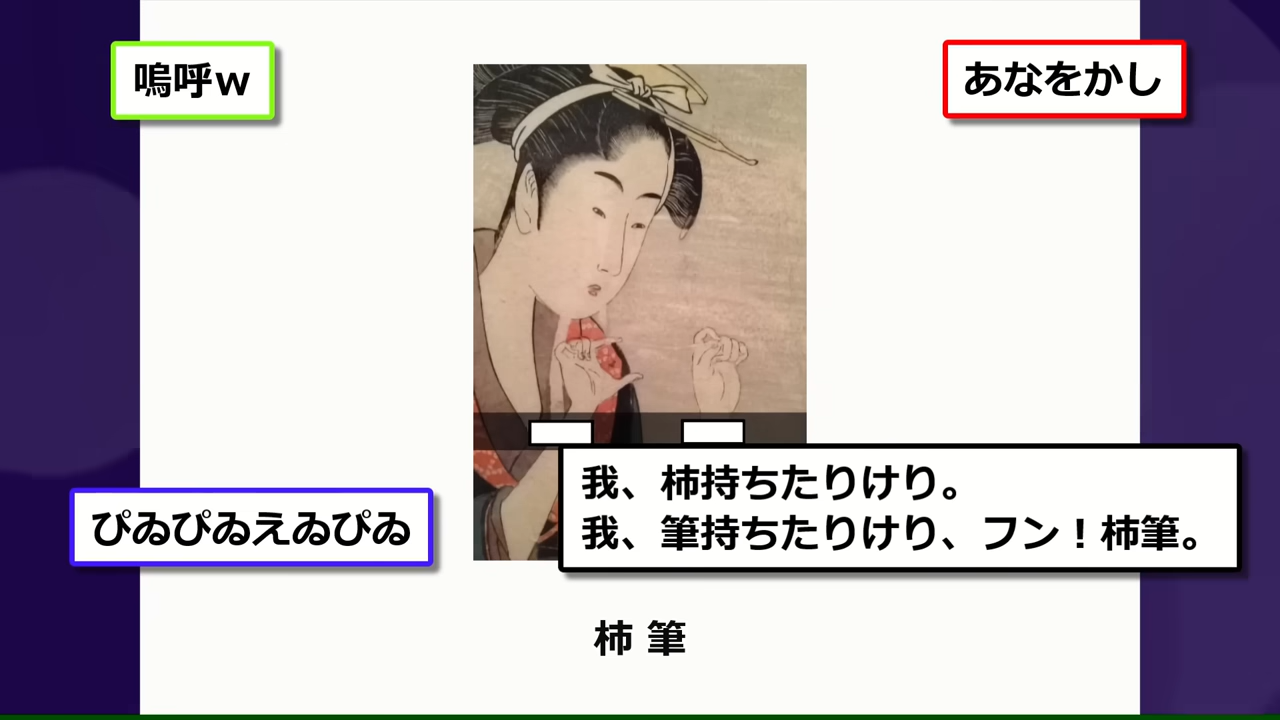 嗚呼ｗ
あなをかし
ぴゐぴゐえゐぴゐ
我、柿持ちたりけり。
我、筆持ちたりけり、フン！柿筆。
柿筆